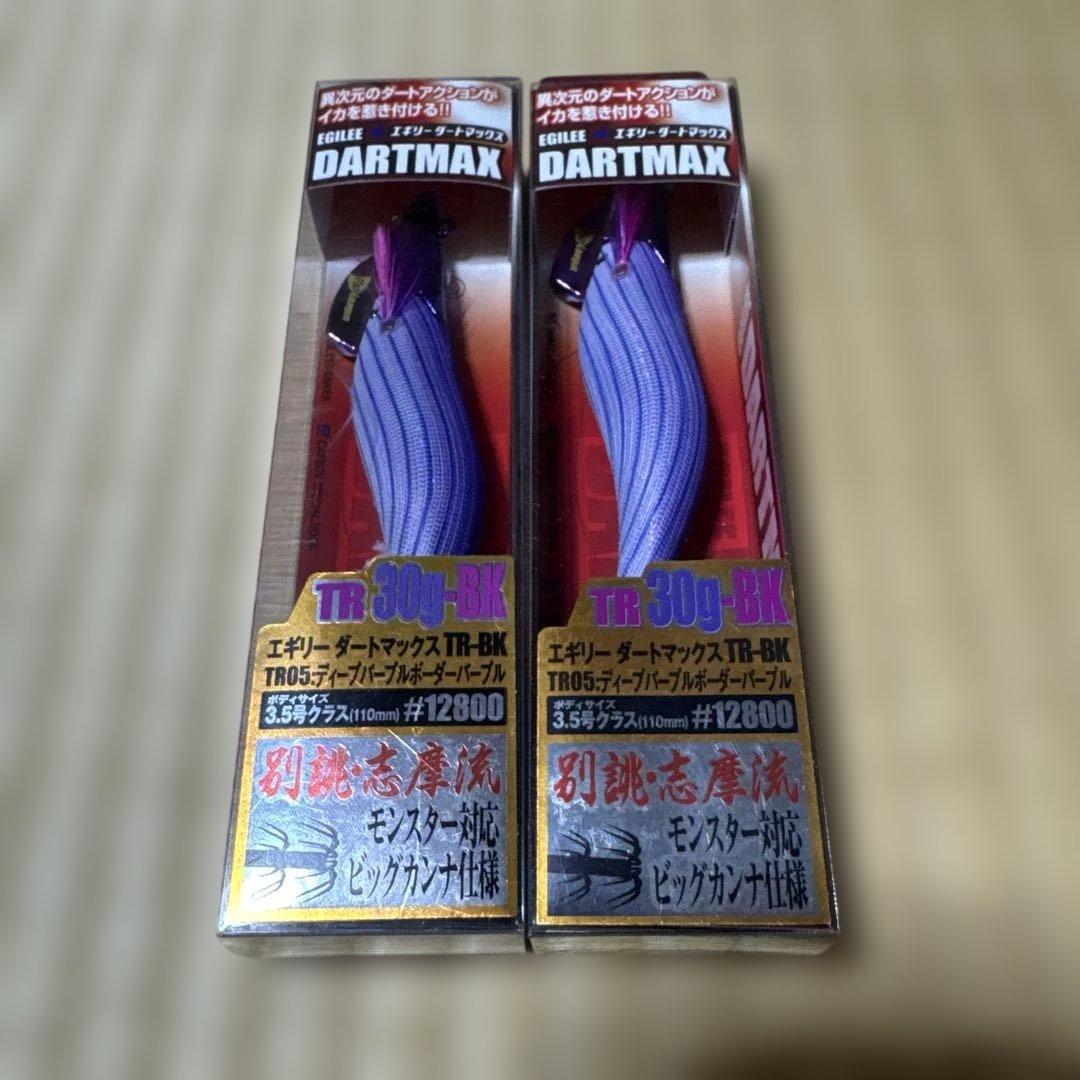 異次元のダートアクションが
イカを惹き付ける!!
EGILEE エギリーダートマックス
DARTMAX
TR 30g-BK
エギリー ダートマックス TR-BK
TR05:ディープパープルボーダーパープル
ボディサイズ
3.5号クラス(110mm) #12800
別誂・志摩流
モンスター対応
ビッグカンナ仕様
異次元のダートアクションが
イカを惹き付ける!!
EGILEE エギリーダートマックス
DARTMAX
TR 30g-BK
エギリー ダートマックス TR-BK
TR05:ディープパープルボーダーパープル
ボディサイズ
3.5号クラス(110mm) #12800
別誂・志摩流
モンスター対応
ビッグカンナ仕様